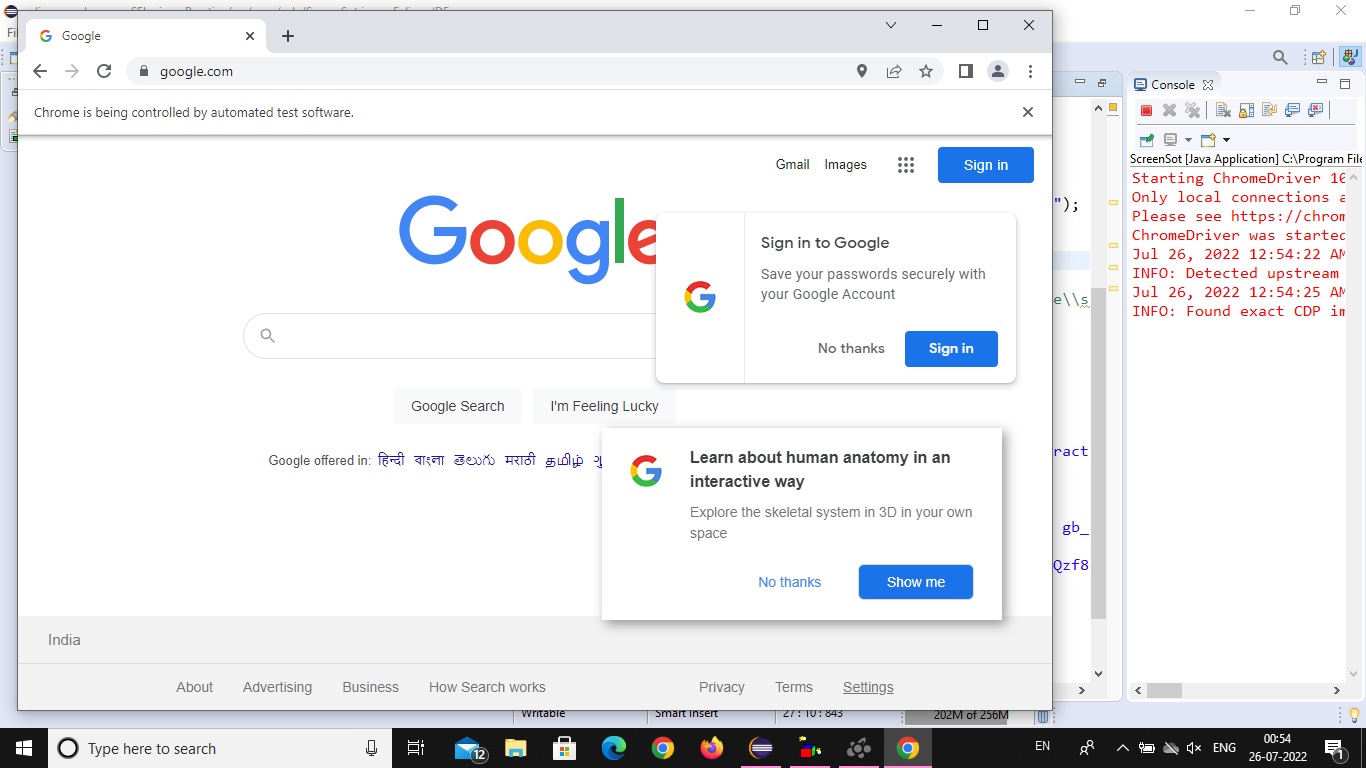 Google
google.com
Chrome is being controlled by automated test software.
Gmail Images Sign in
Google
Sign in to Google
Save your passwords securely with
your Google Account
No thanks Sign in
Google Search I'm Feeling Lucky
Google offered in: हिन्दी বাংলা తెలుగు मराठी தமிழ்
Learn about human anatomy in an
interactive way
Explore the skeletal system in 3D in your own
space
No thanks Show me
India
About Advertising Business How Search works Privacy Terms Settings
");
e\\s
ract
gb_
Qzf8
Console
ScreenSot [Java Application] C:\Program File
Starting ChromeDriver 10
Only local connections a
Please see https://chrom
ChromeDriver was started
Jul 26, 2022 12:54:22 AM
INFO: Detected upstream
Jul 26, 2022 12:54:25 AM
INFO: Found exact CDP im
Writable Smart Insert 27 : 10 : 843 202M of 256M
Type here to search
12
EN
ENG
00:54
26-07-2022
1